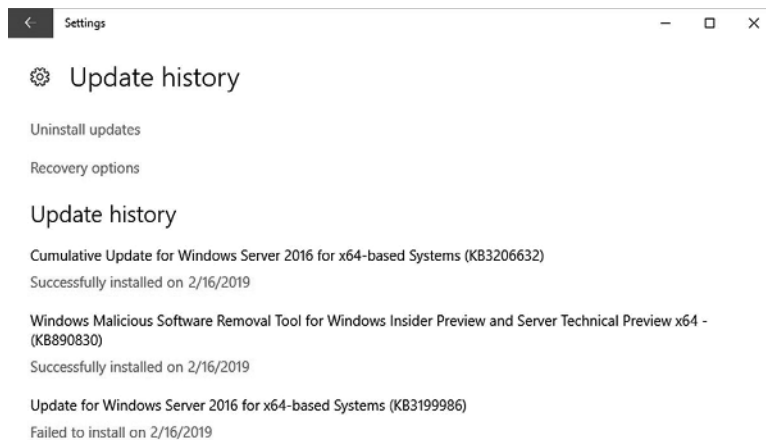 Settings
Update history
Uninstall updates
Recovery options
Update history
Cumulative Update for Windows Server 2016 for x64-based Systems (KB3206632)
Successfully installed on 2/16/2019
Windows Malicious Software Removal Tool for Windows Insider Preview and Server Technical Preview x64 -
(KB890830)
Successfully installed on 2/16/2019
Update for Windows Server 2016 for x64-based Systems (KB3199986)
Failed to install on 2/16/2019